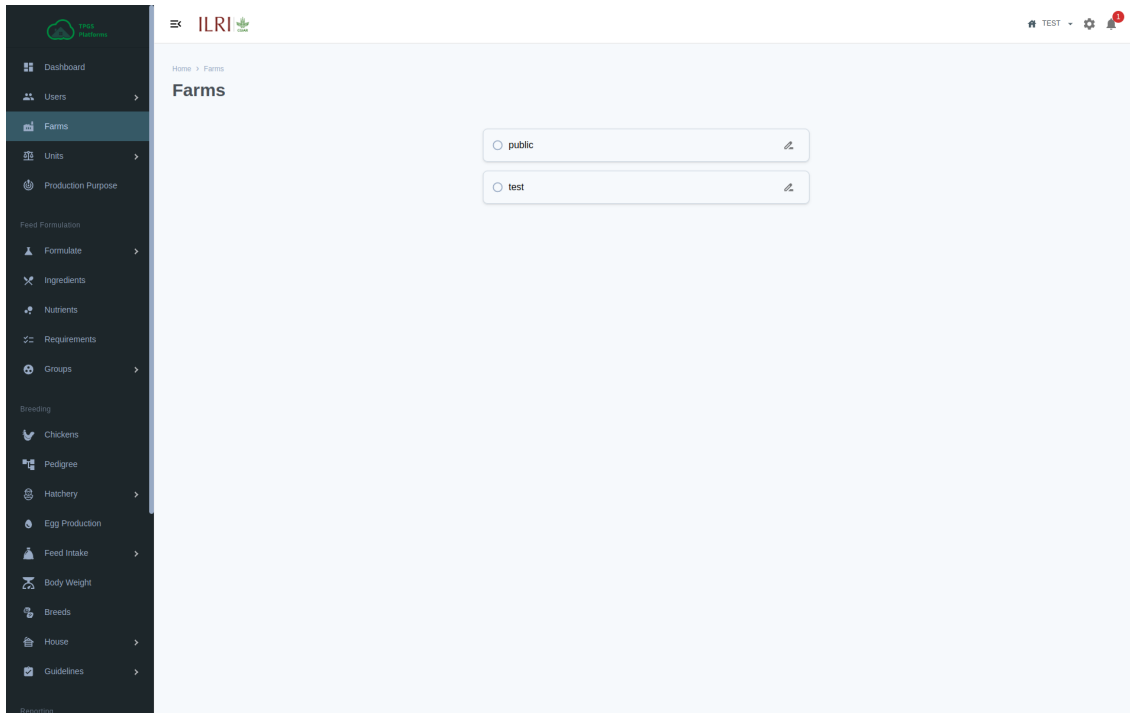 TPGS
Platforms
ILRI
CGIAR
TEST
1
Dashboard
Users
Farms
Units
Production Purpose
Feed Formulation
Formulate
Ingredients
Nutrients
Requirements
Groups
Breeding
Chickens
Pedigree
Hatchery
Egg Production
Feed Intake
Body Weight
Breeds
House
Guidelines
Reporting
Home > Farms
Farms
public
test